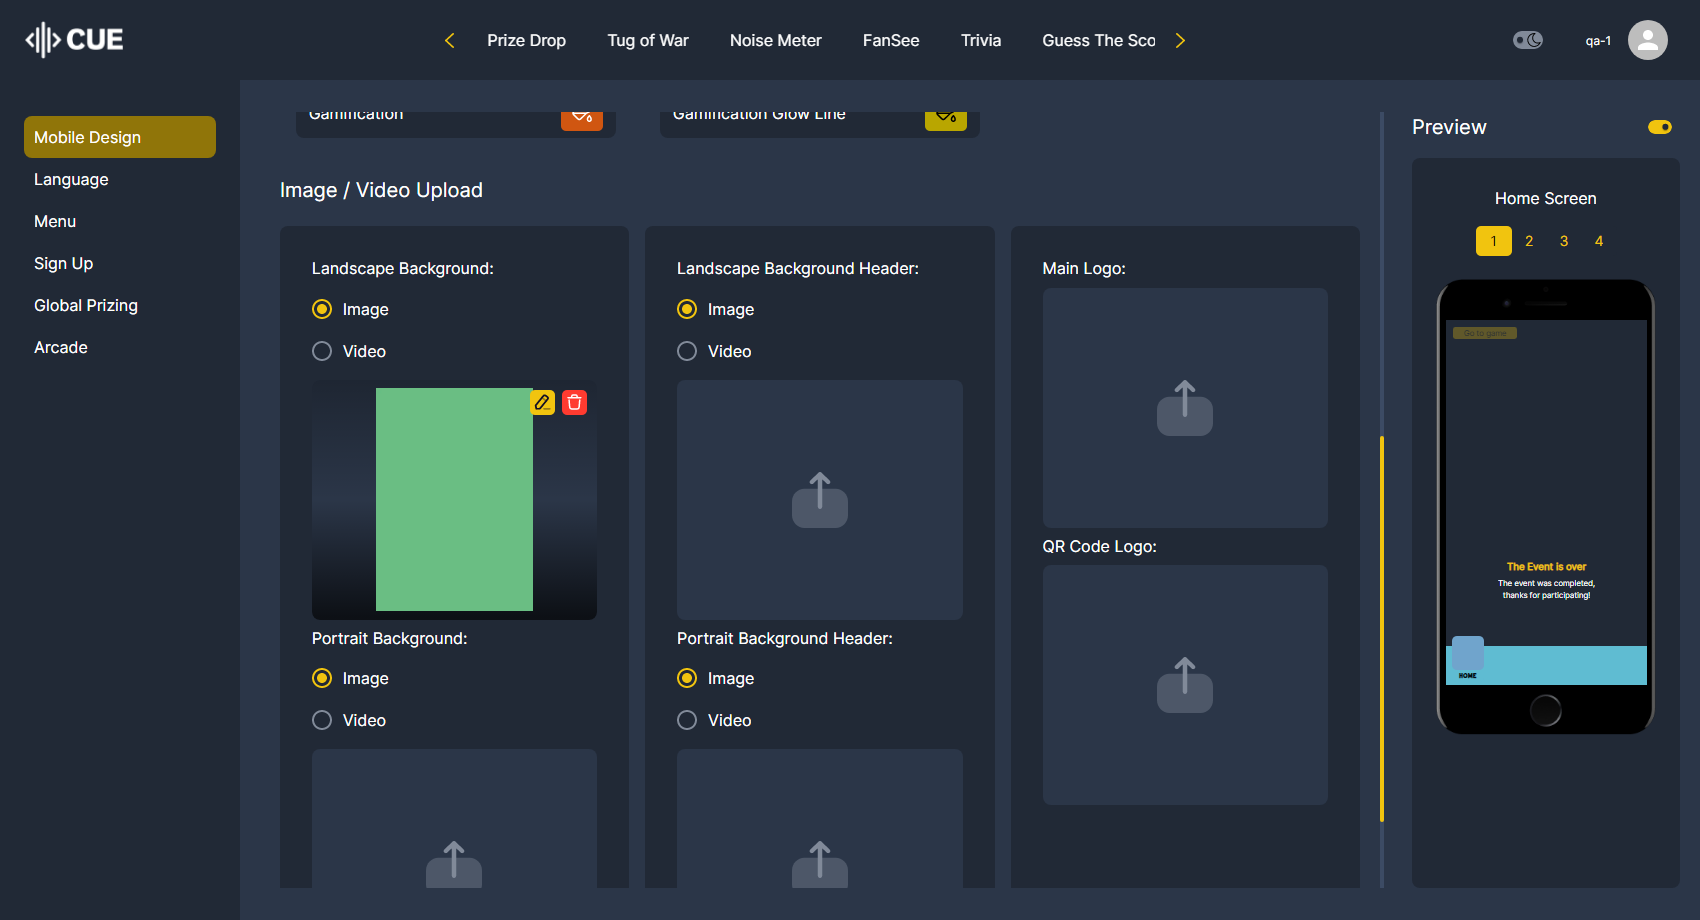 CUE
Prize Drop
Tug of War
Noise Meter
FanSee
Trivia
Guess The Sco
qa-1
Mobile Design
Language
Menu
Sign Up
Global Prizing
Arcade
Gamification
Gamification Glow Line
Image / Video Upload
Landscape Background:
Image
Video
Portrait Background:
Image
Video
Landscape Background Header:
Image
Video
Portrait Background Header:
Image
Video
Main Logo:
QR Code Logo:
Preview
Home Screen
1 2 3 4
Go to game
The Event is over
The event was completed,
thanks for participating!
HOME